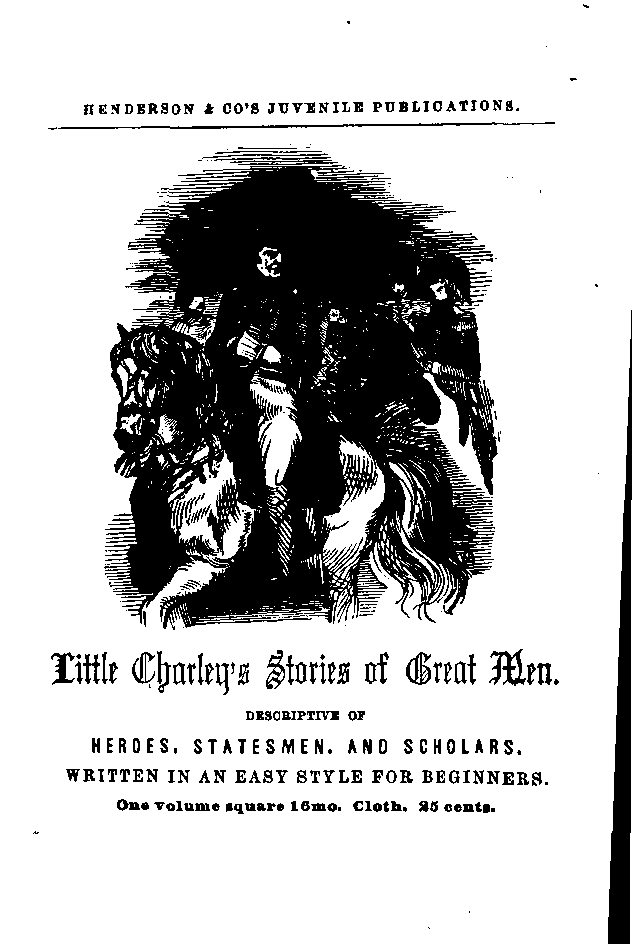 HENDERSON & CO'S JUVENILE PUBLICATIONS.
Little Charley's Stories of Great Men.
DESCRIPTIVE OF
HEROES, STATESMEN, AND SCHOLARS,
WRITTEN IN AN EASY STYLE FOR BEGINNERS.
One volume square 16mo. Cloth. 25 cents.